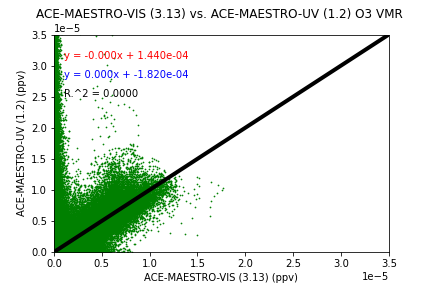 ACE-MAESTRO-VIS (3.13) vs. ACE-MAESTRO-UV (1.2) O3 VMR
1e−5
3.5
3.0
2.5
2.0
1.5
1.0
0.5
0.0
ACE-MAESTRO-UV (1.2) (ppv)
y = -0.000x + 1.440e-04
y = 0.000x + -1.820e-04
R.^2 = 0.0000
0.0 0.5 1.0 1.5 2.0 2.5 3.0 3.5
ACE-MAESTRO-VIS (3.13) (ppv)
1e−5